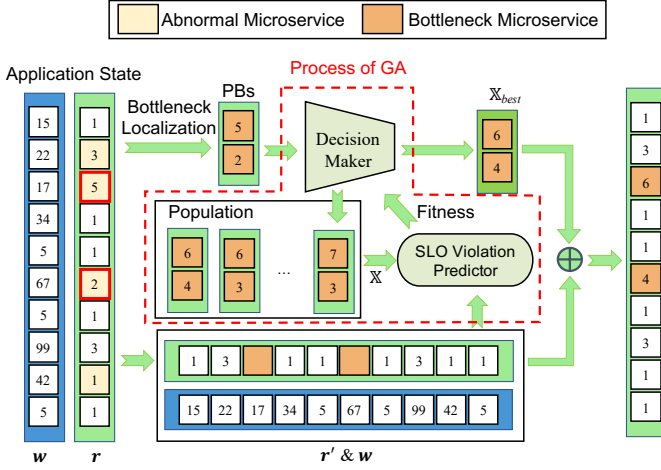 Abnormal Microservice
Bottleneck Microservice
Application State
15
22
17
34
5
67
5
99
42
5
w
1
3
5
1
1
2
1
3
1
1
r
Bottleneck
Localization
PBs
5
2
Process of GA
Decision
Maker
𝕏best
6
4
Population
6
4
6
3
...
7
3
𝕏
Fitness
SLO Violation
Predictor
1 3 1 1 1 3 1 1
15 22 17 34 5 67 5 99 42 5
r′ & w
1
3
6
1
1
4
1
3
1
1